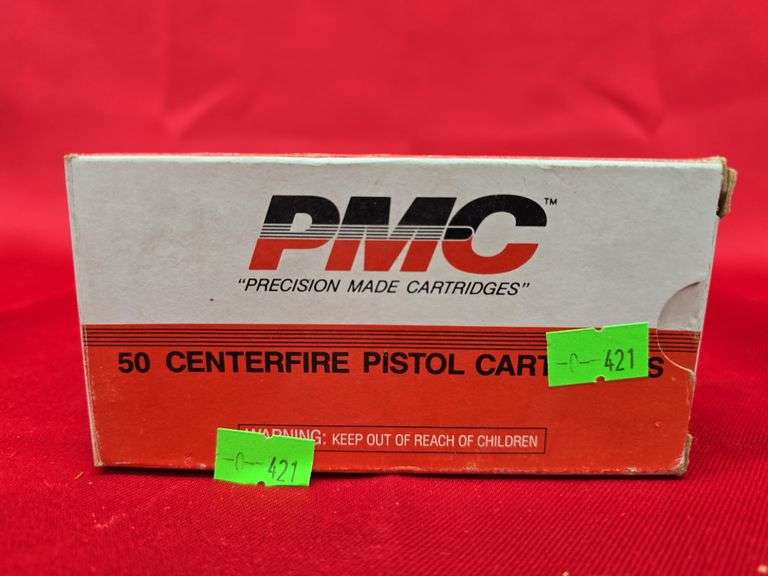 PMC™
"PRECISION MADE CARTRIDGES"
50 CENTERFIRE PISTOL CART S
-0- 421
WARNING: KEEP OUT OF REACH OF CHILDREN
-0- 421